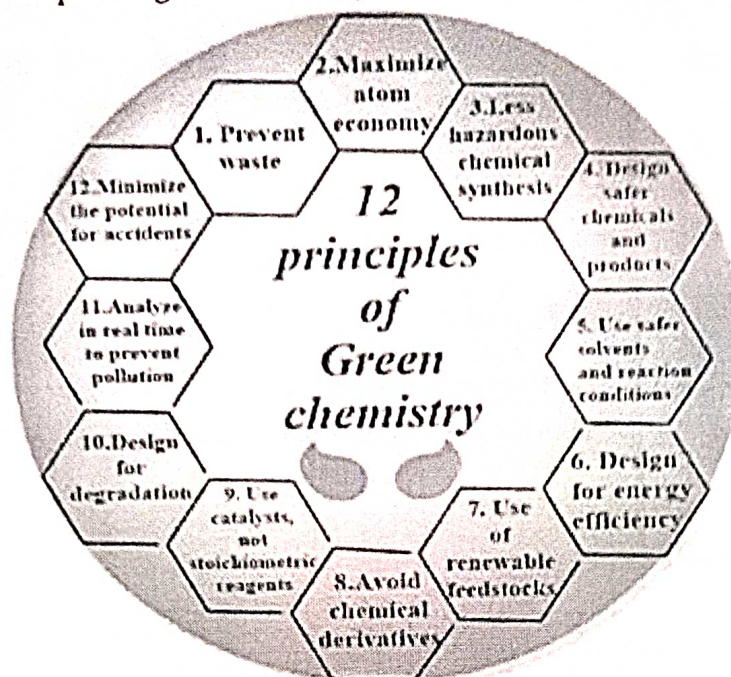 12
principles
of
Green
chemistry
1. Prevent
waste
2.Maximize
atom
economy
3.Less
hazardous
chemical
synthesis
4. Design
safer
chemicals
and
products
5. Use safer
solvents
and reaction
conditions
6. Design
for energy
efficiency
7. Use
of
renewable
feedstocks
8.Avoid
chemical
derivatives
9. Use
catalysts,
not
stoichiometric
reagents
10.Design
for
degradation
11.Analyze
in real time
to prevent
pollution
12.Minimize
the potential
for accidents